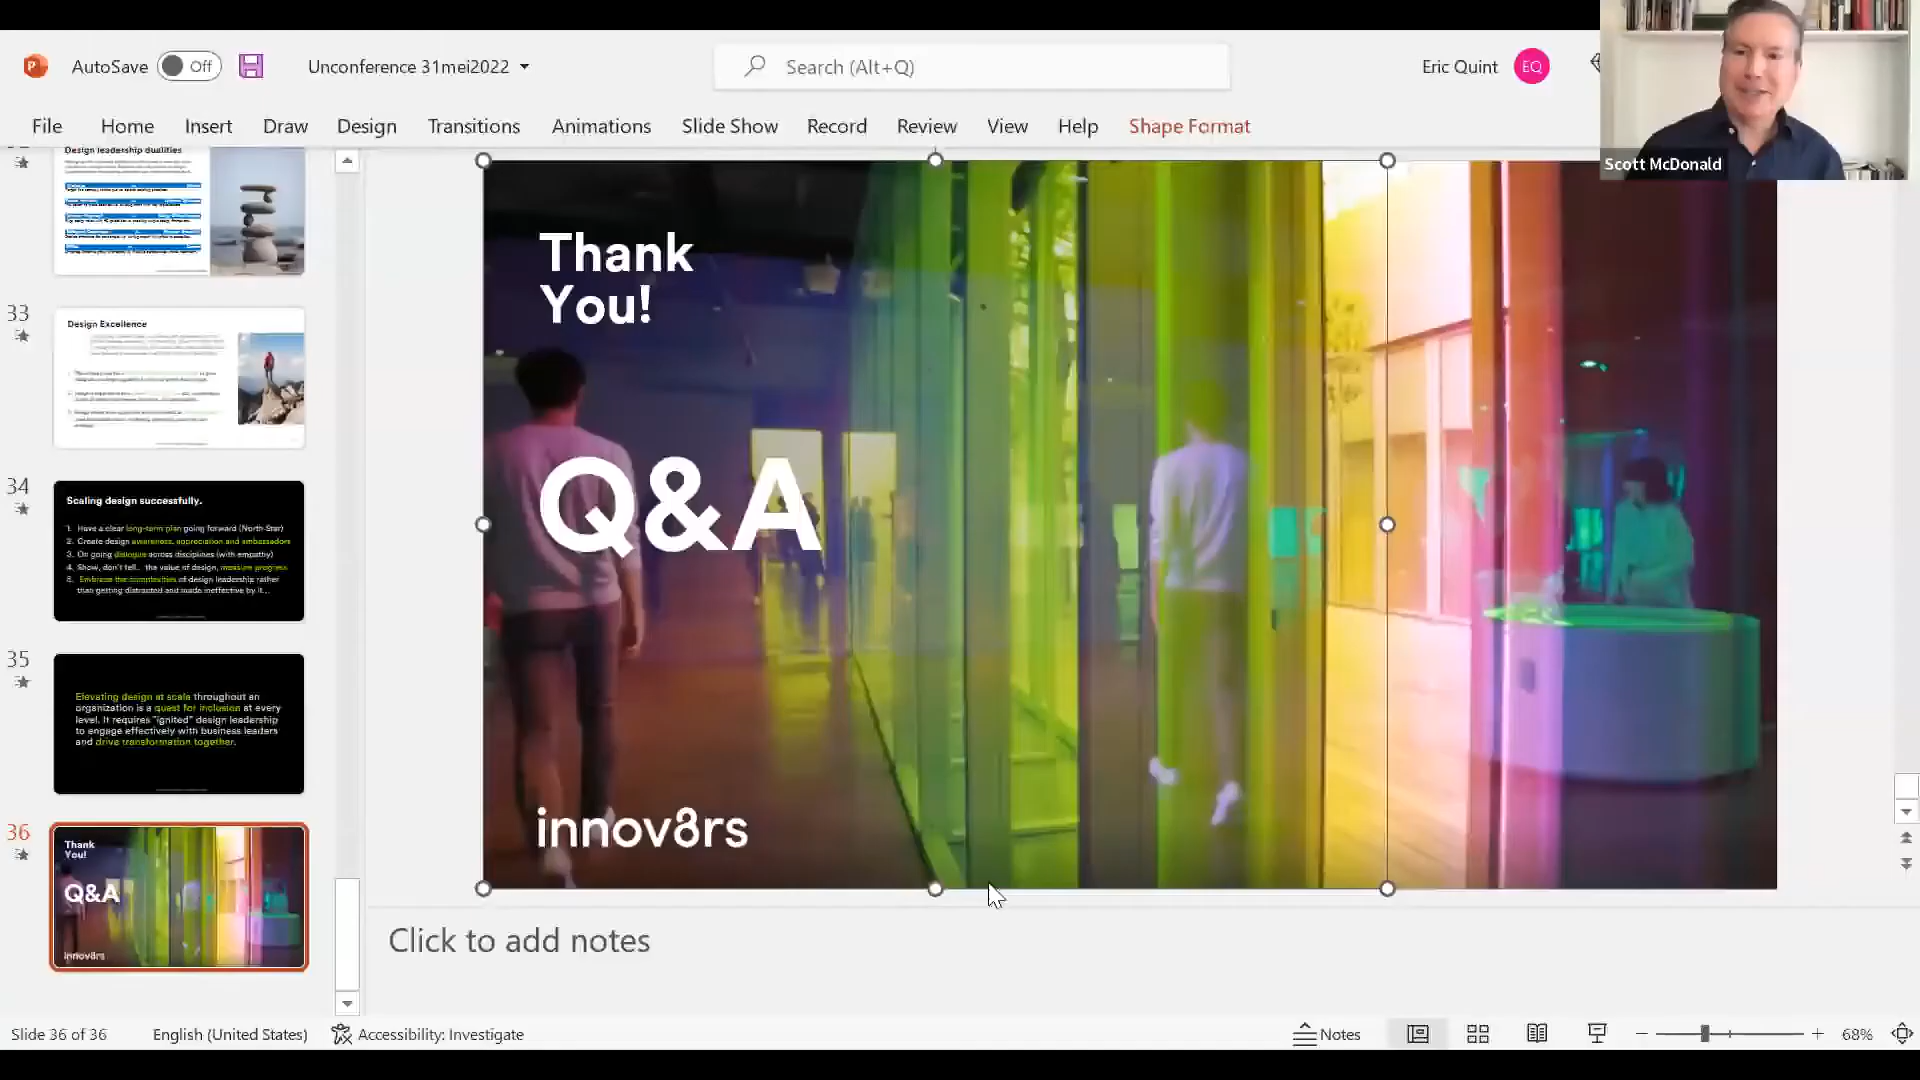 AutoSave Off Unconference 31mei2022 Search (Alt+Q) Eric Quint EQ
Scott McDonald
File Home Insert Draw Design Transitions Animations Slide Show Record Review View Help Shape Format
Design leadership qualities
33
Design Excellence
34
Scaling design successfully.
1. Have a clear long-term plan going forward (North-Star)
2. Create design awareness, appreciation and ambassadors
3. On going dialogue across disciplines (with empathy)
4. Show, don't tell.. the value of design, measure progress
5. Embrace the complexities of design leadership rather
than getting distracted and made ineffective by it...
35
Elevating design at scale throughout an
organization is a quest for inclusion at every
level. It requires "ignited" design leadership
to engage effectively with business leaders
and drive transformation together.
36
Thank
You!
Q&A
innov8rs
Thank
You!
Q&A
innov8rs
Click to add notes
Slide 36 of 36 English (United States) Accessibility: Investigate Notes 68%